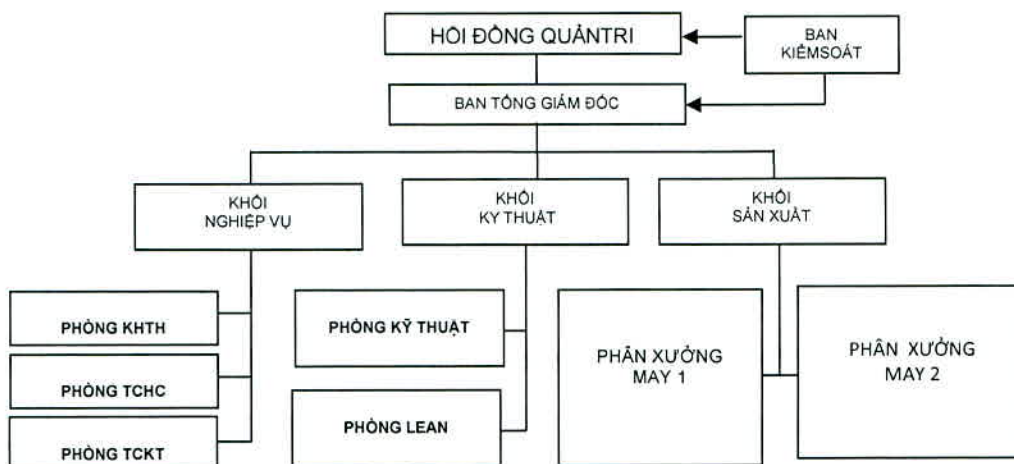 HÔI ĐỒNG QUẢNTRI
BAN
KIỂMSOÁT
BAN TỔNG GIÁM ĐỐC
KHỐI
NGHIỆP VỤ
KHỐI
KY THUẬT
KHỐI
SẢN XUẤT
PHÒNG KHTH
PHÒNG KỸ THUẬT
PHÂN XƯỞNG
MAY 1
PHÂN XƯỞNG
MAY 2
PHÒNG TCHC
PHÒNG LEAN
PHÒNG TCKT